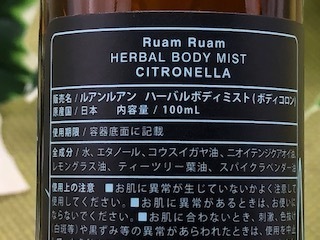 Ruam Ruam
HERBAL BODY MIST
CITRONELLA
販売名/ルアンルアン ハーバルボディミスト(ボディコロン)
原産国/日本 内容量/100mL
使用期限/容器底面に記載
全成分/水、エタノール、コウスイガヤ油、ニオイテンジクアオイ油、
レモングラス油、ティーツリー葉油、スパイクラベンダー油
使用上の注意 ■お肌に異常が生じていないかよく注意して
使用してください。■お肌に異常があるときは、お使いに
ならないでください。■お肌に合わないとき、刺激、色抜け
(白斑等)や黒ずみ等の異常が現れた